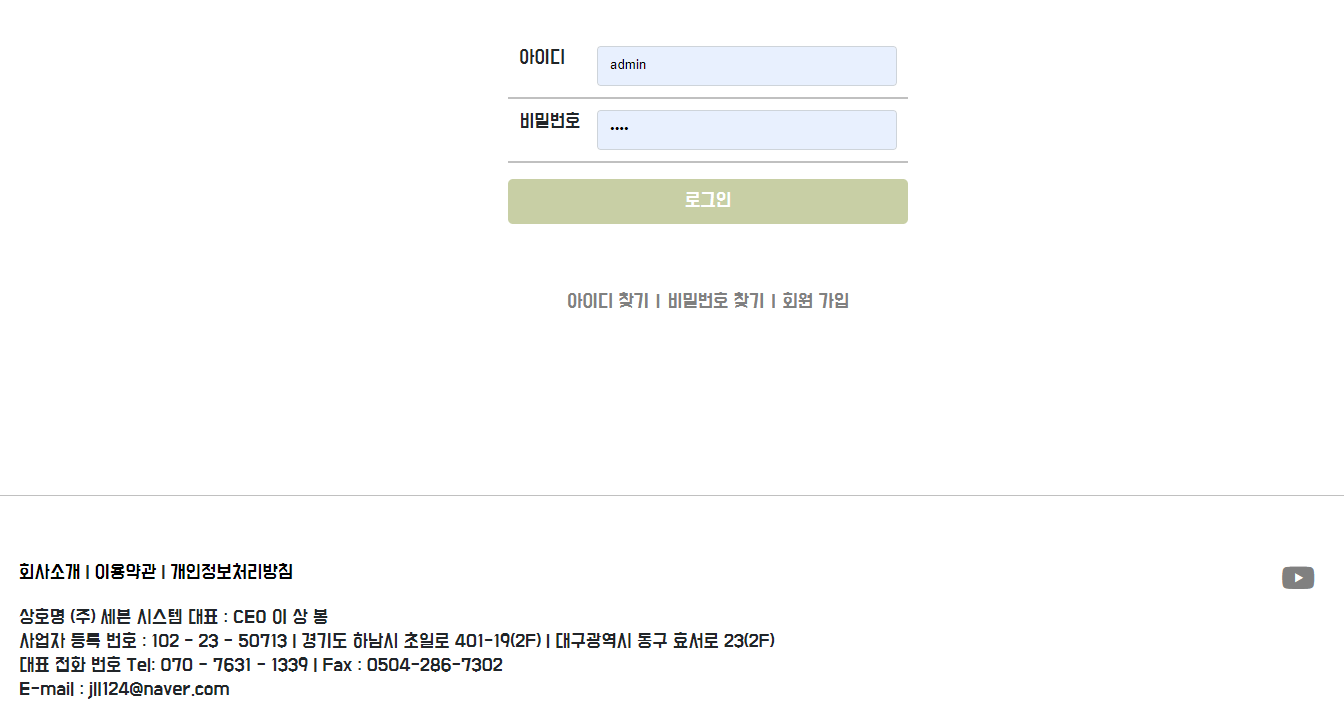 아이디
admin
비밀번호
••••
로그인
아이디 찾기 | 비밀번호 찾기 | 회원 가입
회사소개 | 이용약관 | 개인정보처리방침
상호명 (주) 세븐 시스템 대표 : CEO 이 상 봉
사업자 등록 번호 : 102 - 23 - 50713 | 경기도 하남시 초일로 401-19(2F) | 대구광역시 동구 효서로 23(2F)
대표 전화 번호 Tel: 070 - 7631 - 1339 | Fax : 0504-286-7302
E-mail : jll124@naver.com